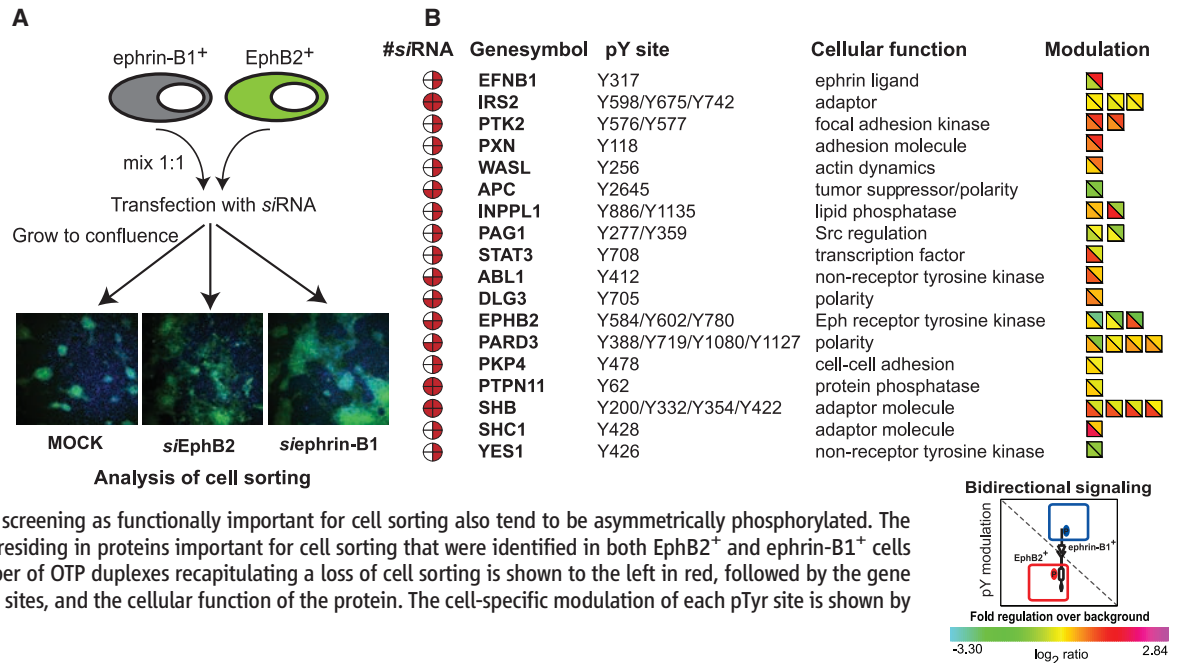 A
ephrin-B1+
EphB2+
mix 1:1
Transfection with siRNA
Grow to confluence
MOCK
siEphB2
siephrin-B1
Analysis of cell sorting
B
#siRNA Genesymbol pY site Cellular function Modulation
EFNB1 Y317 ephrin ligand
IRS2 Y598/Y675/Y742 adaptor
PTK2 Y576/Y577 focal adhesion kinase
PXN Y118 adhesion molecule
WASL Y256 actin dynamics
APC Y2645 tumor suppressor/polarity
INPPL1 Y886/Y1135 lipid phosphatase
PAG1 Y277/Y359 Src regulation
STAT3 Y708 transcription factor
ABL1 Y412 non-receptor tyrosine kinase
DLG3 Y705 polarity
EPHB2 Y584/Y602/Y780 Eph receptor tyrosine kinase
PARD3 Y388/Y719/Y1080/Y1127 polarity
PKP4 Y478 cell-cell adhesion
PTPN11 Y62 protein phosphatase
SHB Y200/Y332/Y354/Y422 adaptor molecule
SHC1 Y428 adaptor molecule
YES1 Y426 non-receptor tyrosine kinase
screening as functionally important for cell sorting also tend to be asymmetrically phosphorylated. The
residing in proteins important for cell sorting that were identified in both EphB2+ and ephrin-B1+ cells
ber of OTP duplexes recapitulating a loss of cell sorting is shown to the left in red, followed by the gene
sites, and the cellular function of the protein. The cell-specific modulation of each pTyr site is shown by
Bidirectional signaling
pY modulation
EphB2+
ephrin-B1+
Fold regulation over background
-3.30
log2 ratio
2.84